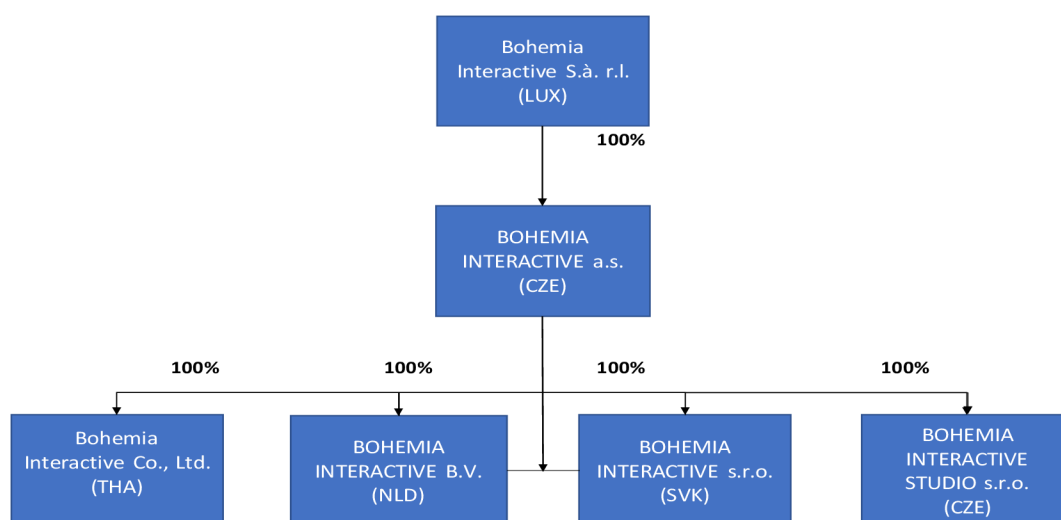 Bohemia
Interactive S.à. r.l.
(LUX)
100%
BOHEMIA
INTERACTIVE a.s.
(CZE)
100%
100%
100%
100%
Bohemia
Interactive Co., Ltd.
(THA)
BOHEMIA
INTERACTIVE B.V.
(NLD)
BOHEMIA
INTERACTIVE s.r.o.
(SVK)
BOHEMIA
INTERACTIVE
STUDIO s.r.o.
(CZE)